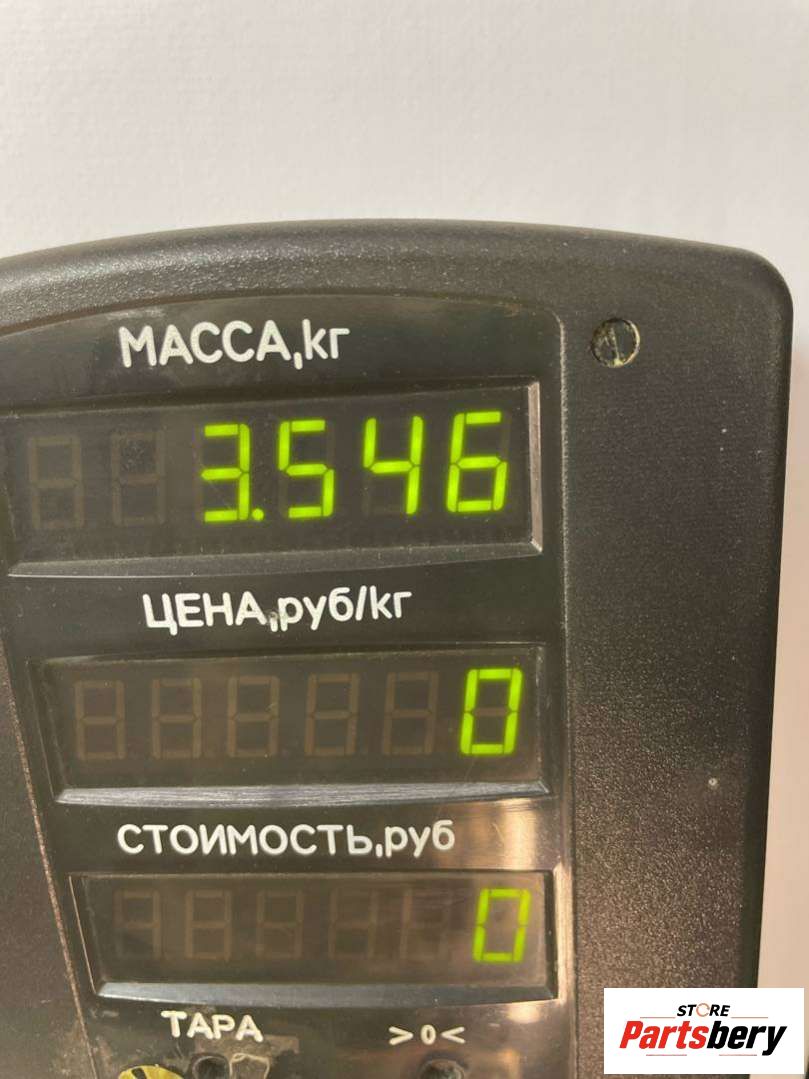 МАССА,кг
3.546
ЦЕНА,руб/кг
0
СТОИМОСТЬ,руб
0
ТАРА >0<
STORE
Partsbery